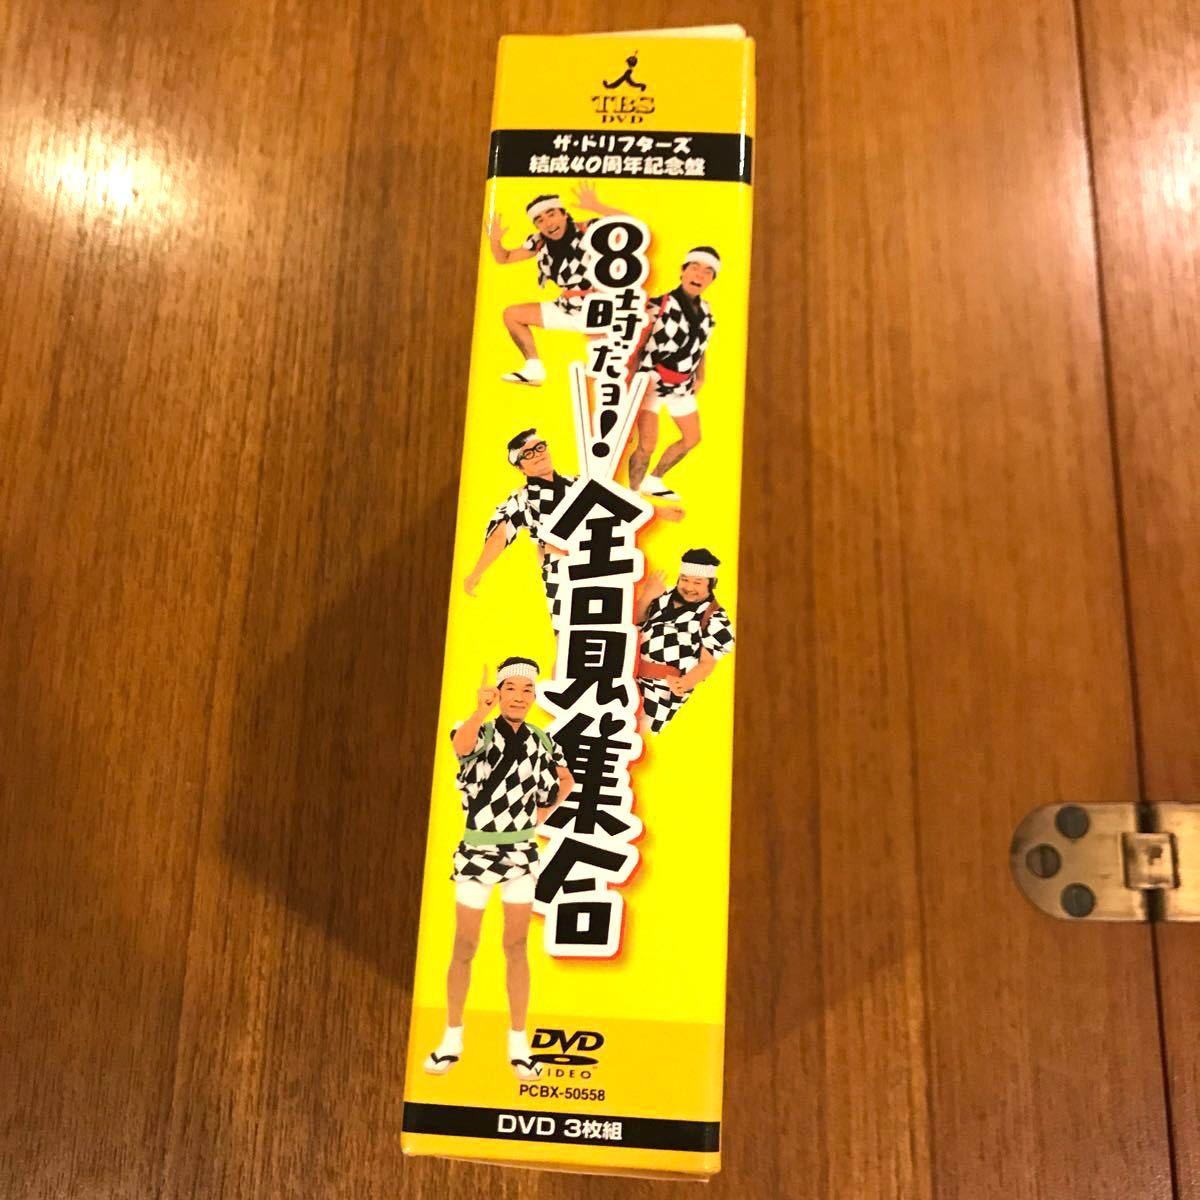 TBS
DVD
ザ・ドリフターズ
結成40周年記念盤
8時だョ!
全員集合
DVD
VIDEO
PCBX-50558
DVD 3枚組